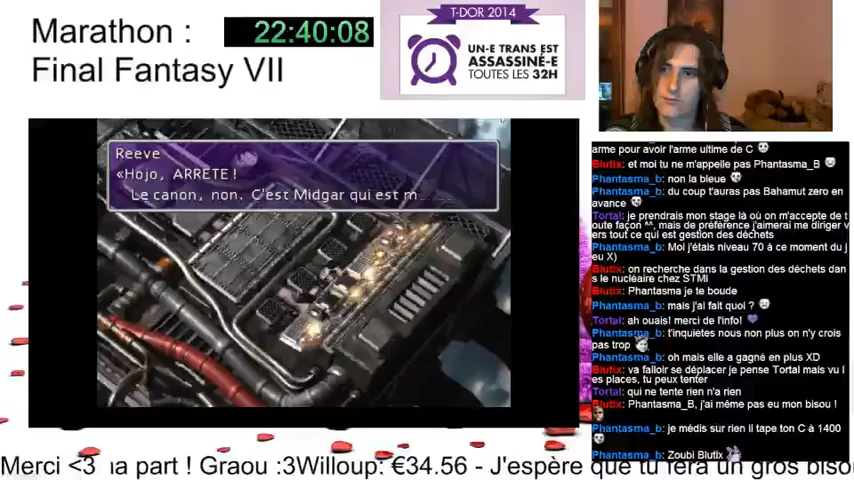 Marathon :
Final Fantasy VII
22:40:08
T-DOR 2014
UN·E TRANS EST
ASSASSINÉ·E
TOUTES LES 32H
Reeve
«Hojo, ARRETE !
Le canon, non. C'est Midgar qui est m
arme pour avoir l'arme ultime de C
Blutix: et moi tu ne m'appelle pas Phantasma_B
Phantasma_b: non la bleue
Phantasma_b: du coup t'auras pas Bahamut zero en
avance
Tortal: je prendrais mon stage là où on m'accepte de t
oute façon ^^, mais de préférence j'aimerai me diriger v
ers tout ce qui est gestion des déchets
Phantasma_b: Moi j'étais niveau 70 à ce moment du j
eu X)
Blutix: on recherche dans la gestion des déchets dan
s le nucléaire chez STMI
Blutix: Phantasma je te boude
Phantasma_b: mais j'ai fait quoi ?
Tortal: ah ouais! merci de l'info!
Phantasma_b: t'inquiètes nous non plus on n'y crois
pas trop
Phantasma_b: oh mais elle a gagné en plus XD
Blutix: va falloir se déplacer je pense Tortal mais vu l
es places, tu peux tenter
Tortal: qui ne tente rien n'a rien
Blutix: Phantasma_B, j'ai même pas eu mon bisou !
Phantasma_b: je médis sur rien il tape ton C à 1400
Phantasma_b: Zoubi Blutix
Merci <3 ma part ! Graou :3Willoup: €34.56 - J'espère que tu fera un gros biso